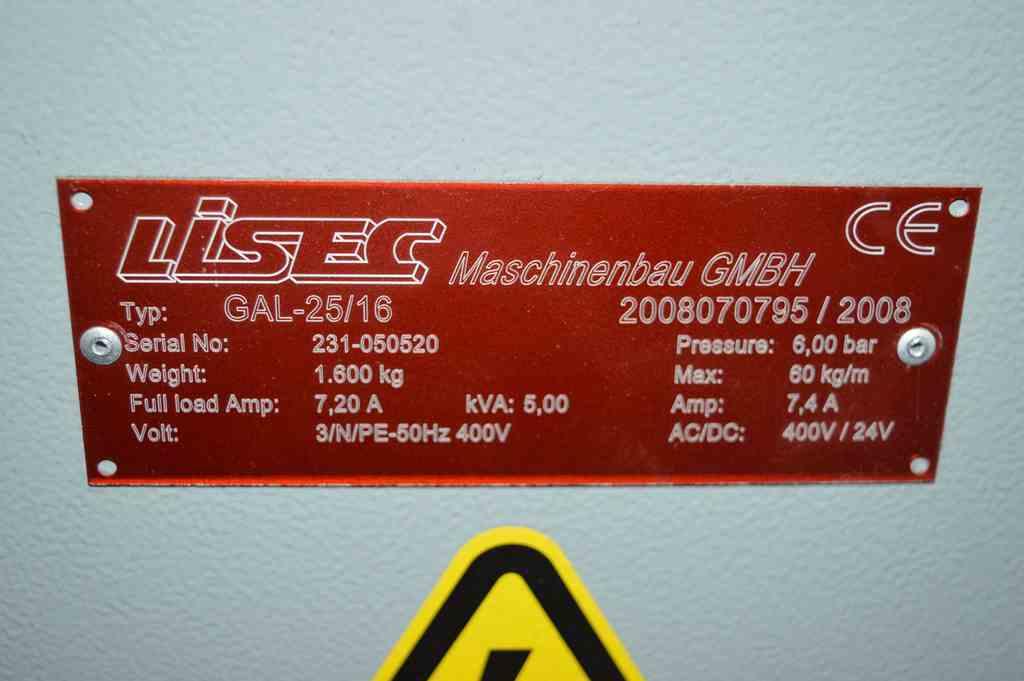 LiSEC Maschinenbau GMBH CE
Typ: GAL-25/16 2008070795 / 2008
Serial No: 231-050520 Pressure: 6,00 bar
Weight: 1.600 kg Max: 60 kg/m
Full load Amp: 7,20 A kVA: 5,00 Amp: 7,4 A
Volt: 3/N/PE-50Hz 400V AC/DC: 400V / 24V